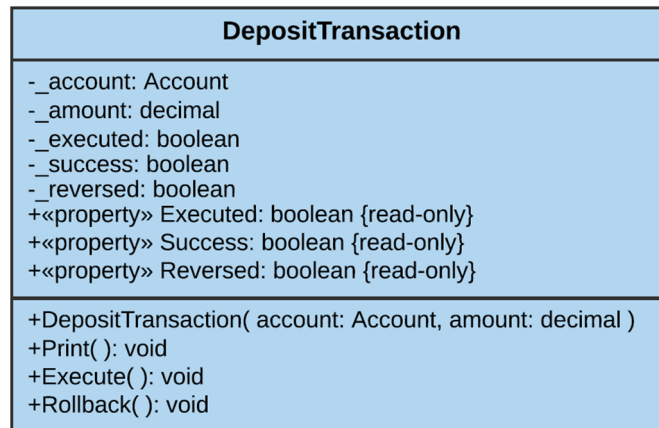 DepositTransaction
-_account: Account
-_amount: decimal
-_executed: boolean
-_success: boolean
-_reversed: boolean
+«property» Executed: boolean {read-only}
+«property» Success: boolean {read-only}
+«property» Reversed: boolean {read-only}
+DepositTransaction( account: Account, amount: decimal )
+Print( ): void
+Execute( ): void
+Rollback( ): void